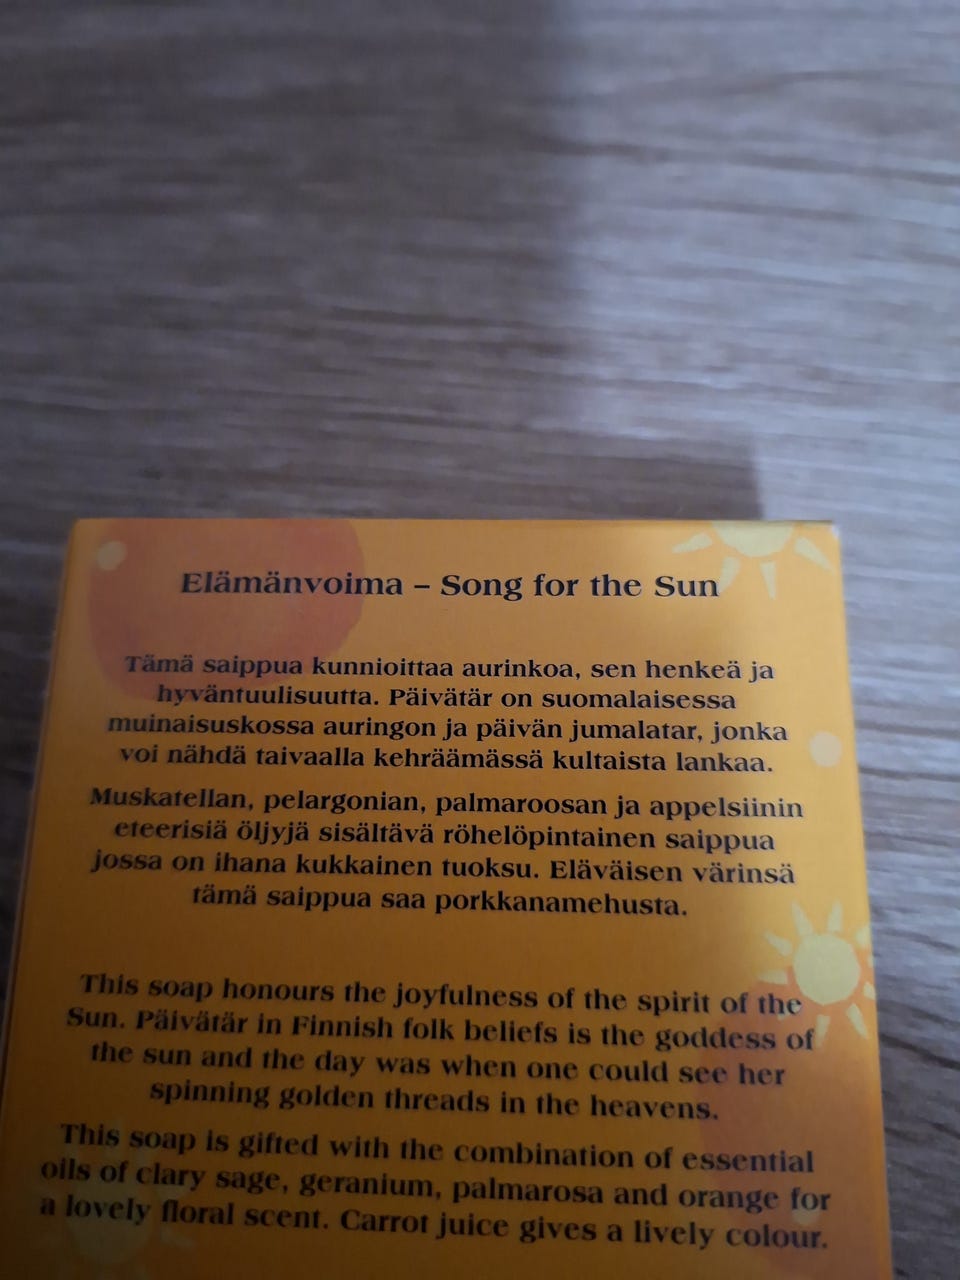 Elämänvoima – Song for the Sun
Tämä saippua kunnioittaa aurinkoa, sen henkeä ja
hyväntuulisuutta. Päivätär on suomalaisessa
muinaisuskossa auringon ja päivän jumalatar, jonka
voi nähdä taivaalla kehräämässä kultaista lankaa.
Muskatellan, pelargonian, palmaroosan ja appelsiinin
eteerisiä öljyjä sisältävä röhelöpintainen saippua
jossa on ihana kukkainen tuoksu. Eläväisen värinsä
tämä saippua saa porkkanamehusta.
This soap honours the joyfulness of the spirit of the
Sun. Päivätär in Finnish folk beliefs is the goddess of
the sun and the day was when one could see her
spinning golden threads in the heavens.
This soap is gifted with the combination of essential
oils of clary sage, geranium, palmarosa and orange for
a lovely floral scent. Carrot juice gives a lively colour.